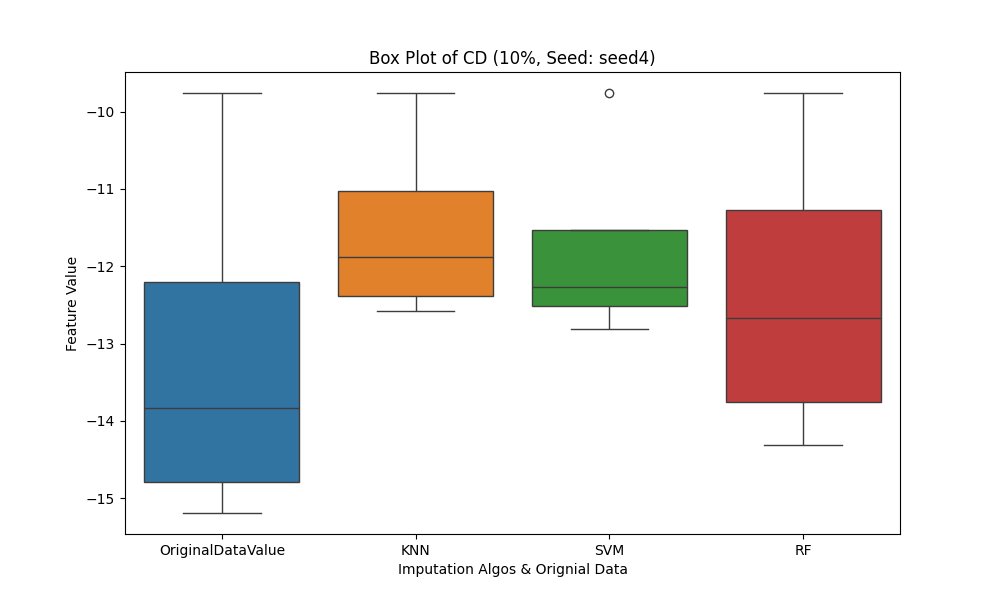 Box Plot of CD (10%, Seed: seed4)
−10
−11
−12
−13
−14
−15
Feature Value
OriginalDataValue KNN SVM RF
Imputation Algos & Orignial Data